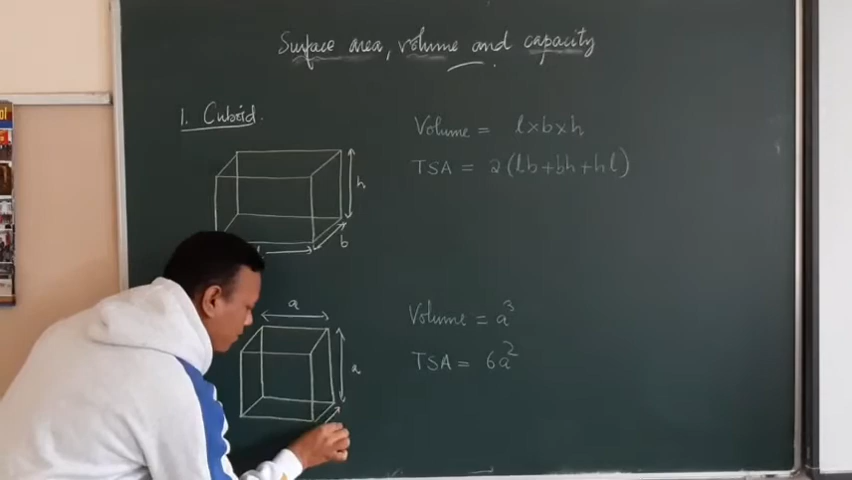 Surface area, volume and capacity.
1. Cuboid.
Volume = l×b×h
TSA = 2(lb+bh+hl)
h
b
a
a
Volume = a³
TSA = 6a²